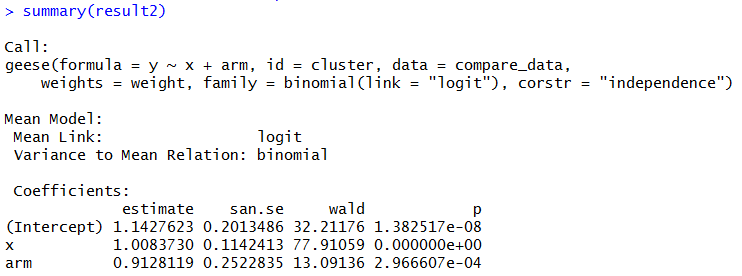 > summary(result2)
Call:
geese(formula = y ~ x + arm, id = cluster, data = compare_data,
    weights = weight, family = binomial(link = "logit"), corstr = "independence")
Mean Model:
 Mean Link:                 logit
 Variance to Mean Relation: binomial
 Coefficients:
             estimate    san.se     wald            p
(Intercept) 1.1427623 0.2013486 32.21176 1.382517e-08
x           1.0083730 0.1142413 77.91059 0.000000e+00
arm         0.9128119 0.2522835 13.09136 2.966607e-04